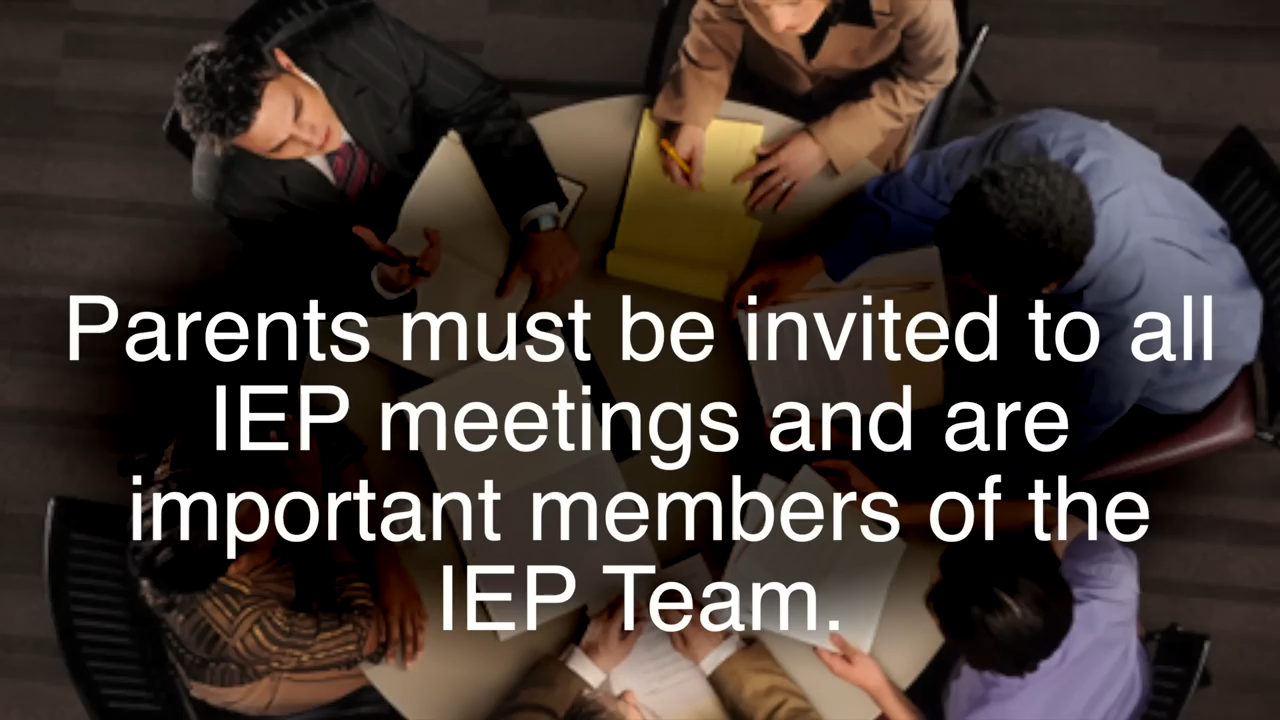 Parents must be invited to all
IEP meetings and are
important members of the
IEP Team.